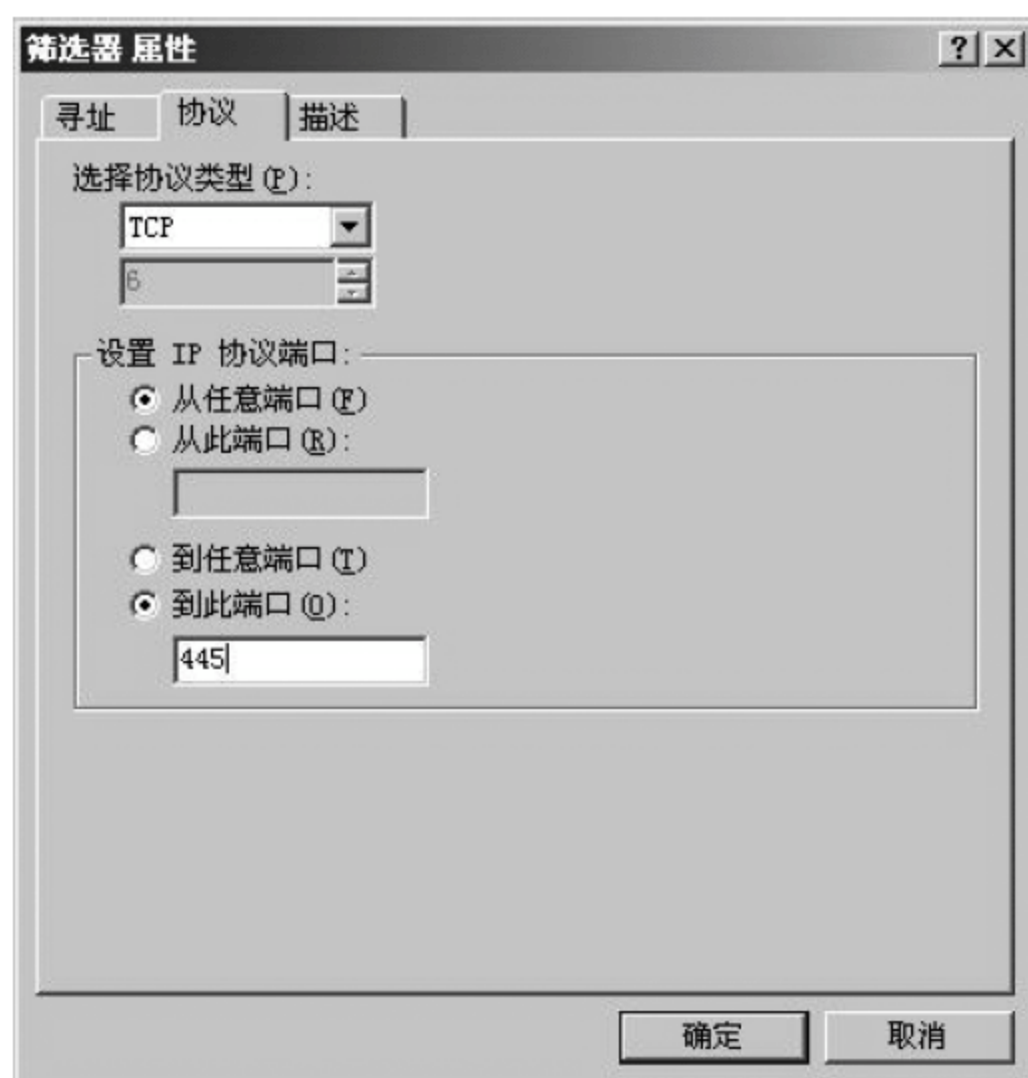 筛选器 属性
寻址 协议 描述
选择协议类型(P):
TCP
6
设置 IP 协议端口:
从任意端口(F)
从此端口(R):
到任意端口(T)
到此端口(O):
445
确定 取消